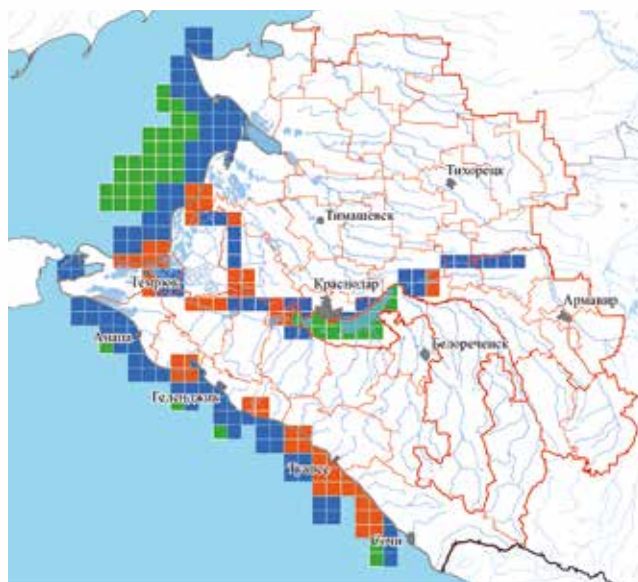 Тихорецк
Тимашевск
Темрюк
Краснодар
Армавир
Анапа
Белореченск
Геленджик
Туапсе
Сочи